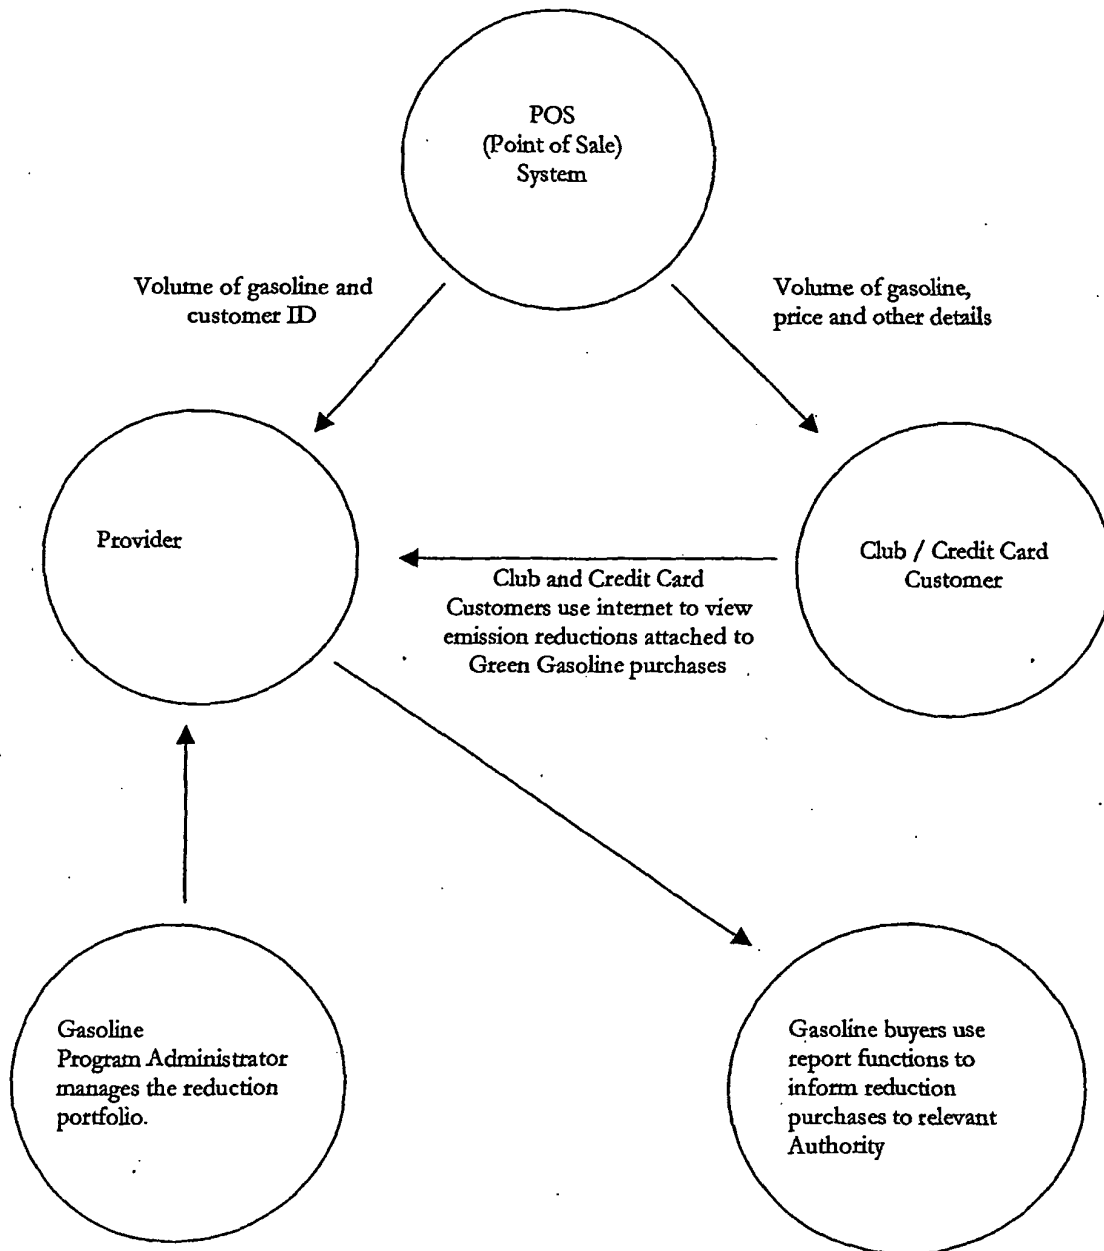 POS
(Point of Sale)
System
Volume of gasoline and
customer ID
Volume of gasoline,
price and other details
Provider
Club / Credit Card
Customer
Club and Credit Card
Customers use internet to view
emission reductions attached to
Green Gasoline purchases
Gasoline
Program Administrator
manages the reduction
portfolio.
Gasoline buyers use
report functions to
inform reduction
purchases to relevant
Authority